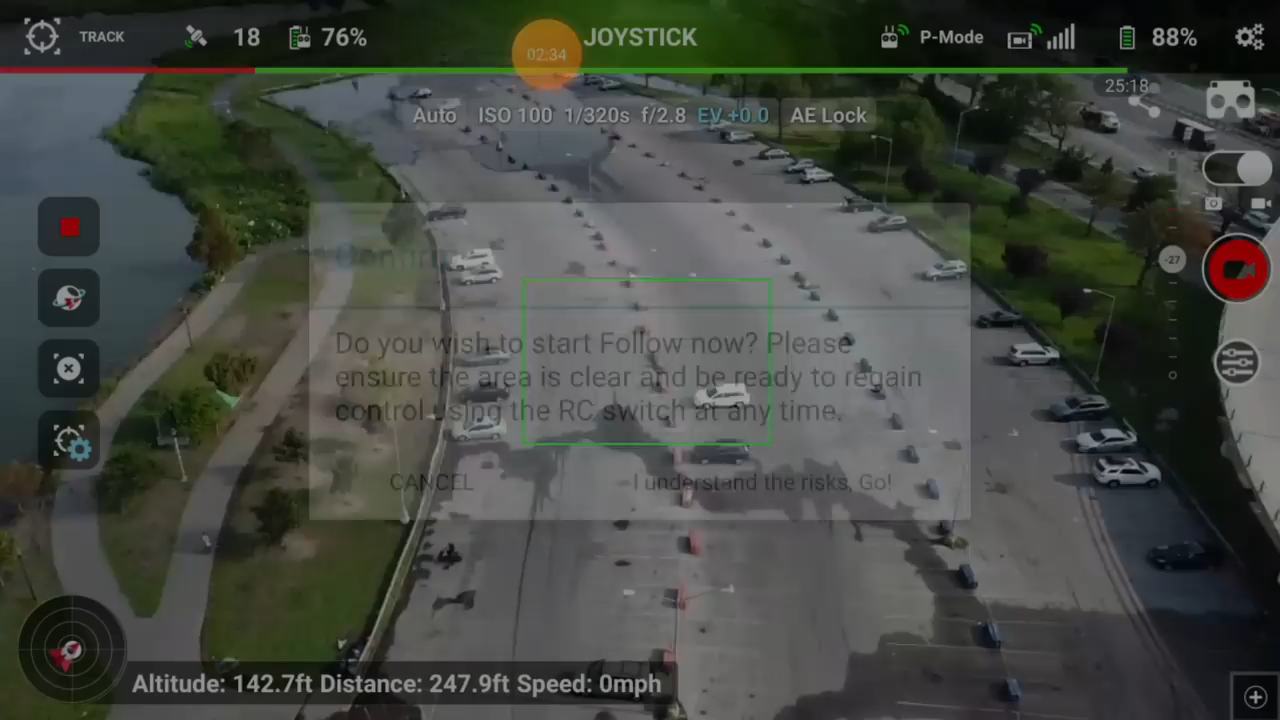 TRACK 18 76% JOYSTICK P-Mode 88%
02:34
25:18
Auto ISO 100 1/320s f/2.8 EV +0.0 AE Lock
Confirm
-27
Do you wish to start Follow now? Please
ensure the area is clear and be ready to regain
control using the RC switch at any time.
CANCEL I understand the risks, Go!
Altitude: 142.7ft Distance: 247.9ft Speed: 0mph